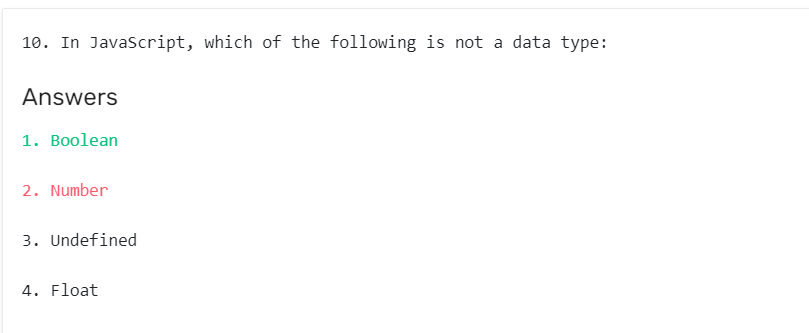 10. In JavaScript, which of the following is not a data type:
Answers
1. Boolean
2. Number
3. Undefined
4. Float